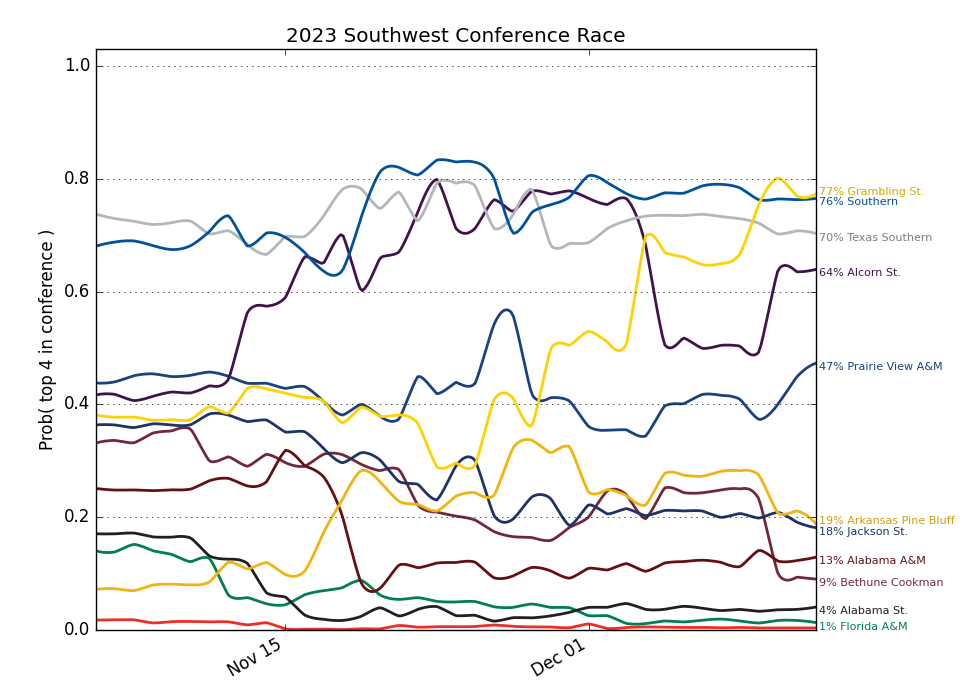 2023 Southwest Conference Race
Prob( top 4 in conference )
1.0
0.8
0.6
0.4
0.2
0.0
Nov 15
Dec 01
77% Grambling St.
76% Southern
70% Texas Southern
64% Alcorn St.
47% Prairie View A&M
19% Arkansas Pine Bluff
18% Jackson St.
13% Alabama A&M
9% Bethune Cookman
4% Alabama St.
1% Florida A&M